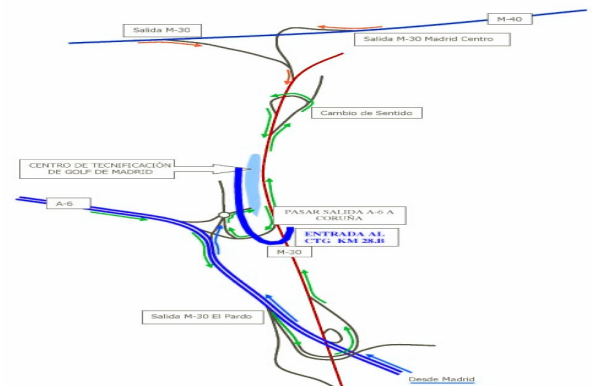 M-40
Salida M-30
Salida M-30 Madrid Centro
Cambio de Sentido
CENTRO DE TECNIFICACIÓN
DE GOLF DE MADRID
A-6
PASAR SALIDA A-6 A
CORUÑA
ENTRADA AL
CTG KM 28.B
M-30
Salida M-30 El Pardo
Desde Madrid